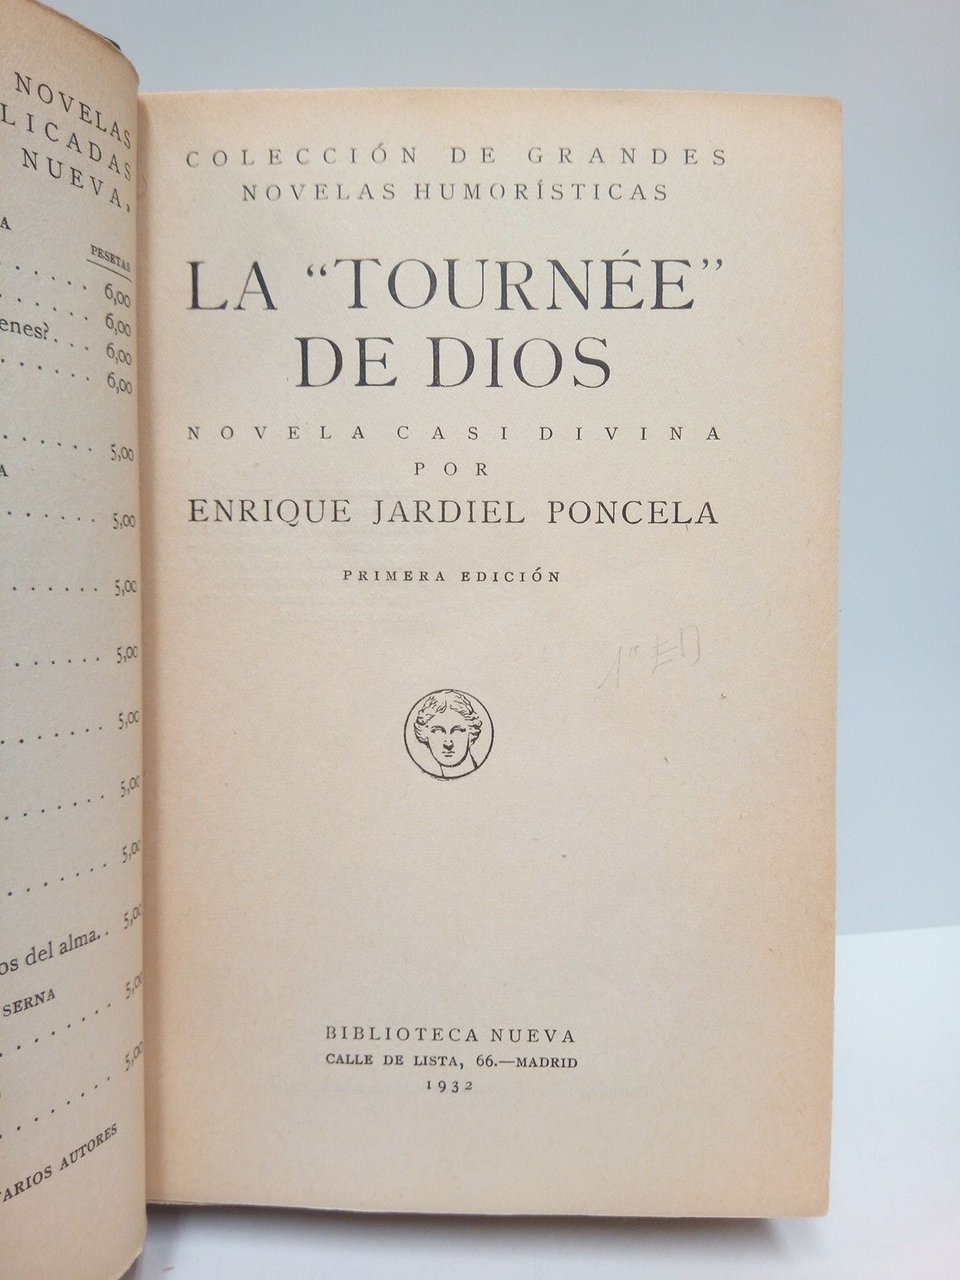 NOVELAS
LICADAS
NUEVA,
A
PESETAS
6,00
6,00
enes? . . . 6,00
6,00
5,00
A
5,00
5,00
5,00
5,00
5,00
5,00
5,00
os del alma. .
SERNA
5,00
5,00
VARIOS AUTORES
COLECCIÓN DE GRANDES
NOVELAS HUMORÍSTICAS
LA “TOURNÉE”
DE DIOS
NOVELA CASI DIVINA
POR
ENRIQUE JARDIEL PONCELA
PRIMERA EDICIÓN
1ª ED
BIBLIOTECA NUEVA
CALLE DE LISTA, 66.—MADRID
1932